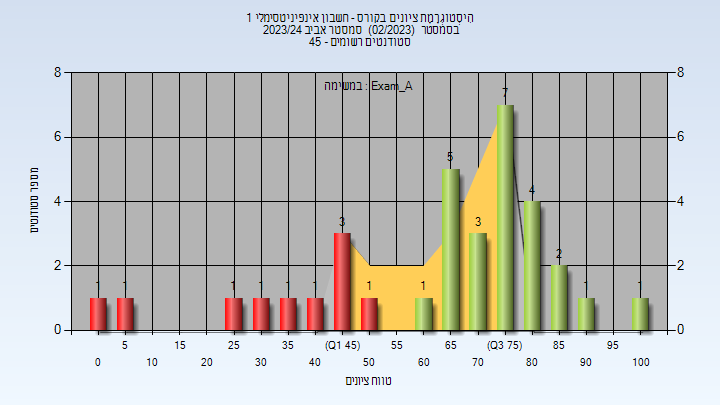 היסטוגרמת ציונים בקורס - חשבון אינפיניטסימלי 1
בסמסטר (02/2023) סמסטר אביב 2023/24
סטודנטים רשומים - 45
במשימה : Exam_A
מספר סטודנטים
8
6
4
2
0
8
6
4
2
0
1 1 1 1 1 1 3 1 1 5 3 7 4 2 1 1
5 15 25 35 (Q1 45) 55 65 (Q3 75) 85 95
0 10 20 30 40 50 60 70 80 90 100
טווח ציונים